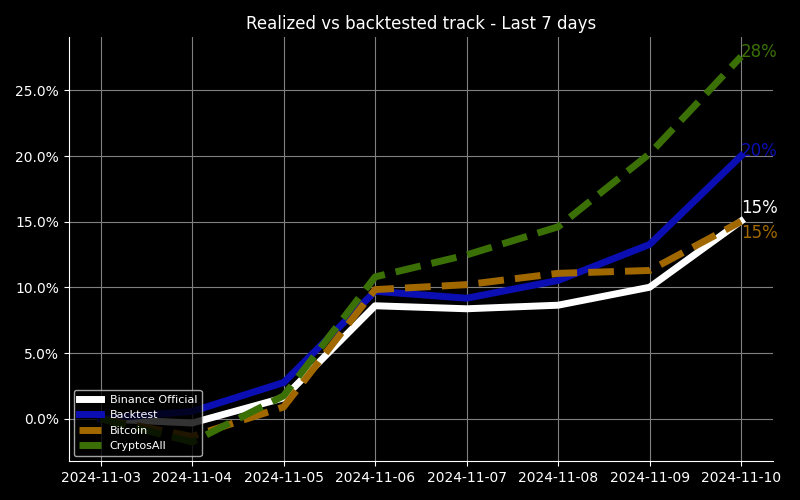 Realized vs backtested track - Last 7 days
28%
25.0%
20.0%
20%
15%
15.0%
15%
10.0%
5.0%
0.0%
Binance Official
Backtest
Bitcoin
CryptosAll
2024-11-03 2024-11-04 2024-11-05 2024-11-06 2024-11-07 2024-11-08 2024-11-09 2024-11-10